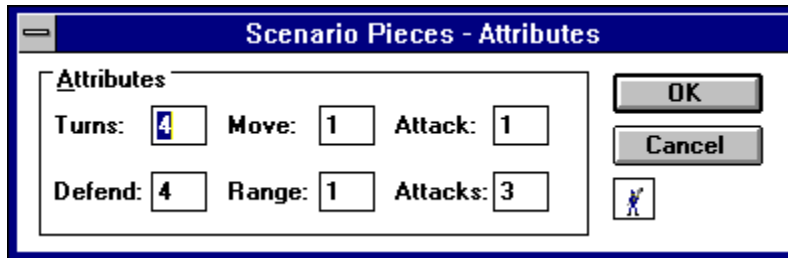 Scenario Pieces - Attributes
Attributes
Turns: 4 Move: 1 Attack: 1
OK
Cancel
Defend: 4 Range: 1 Attacks: 3